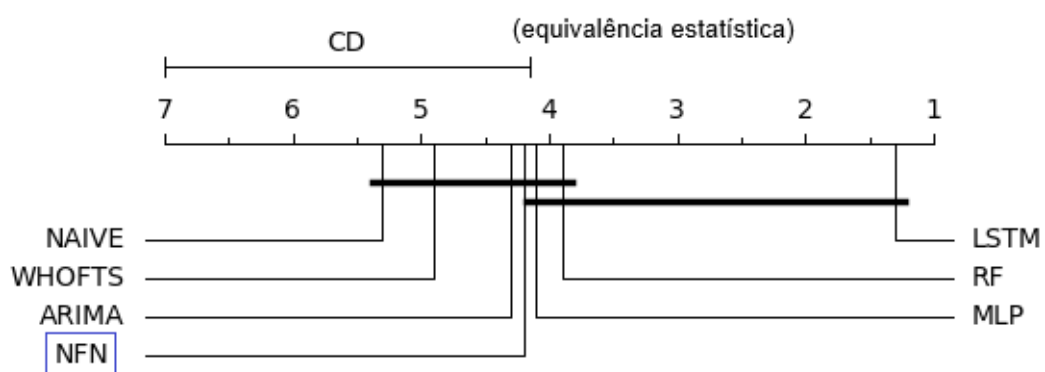 CD (equivalência estatística)
7 6 5 4 3 2 1
NAIVE LSTM
WHOFTS RF
ARIMA MLP
NFN